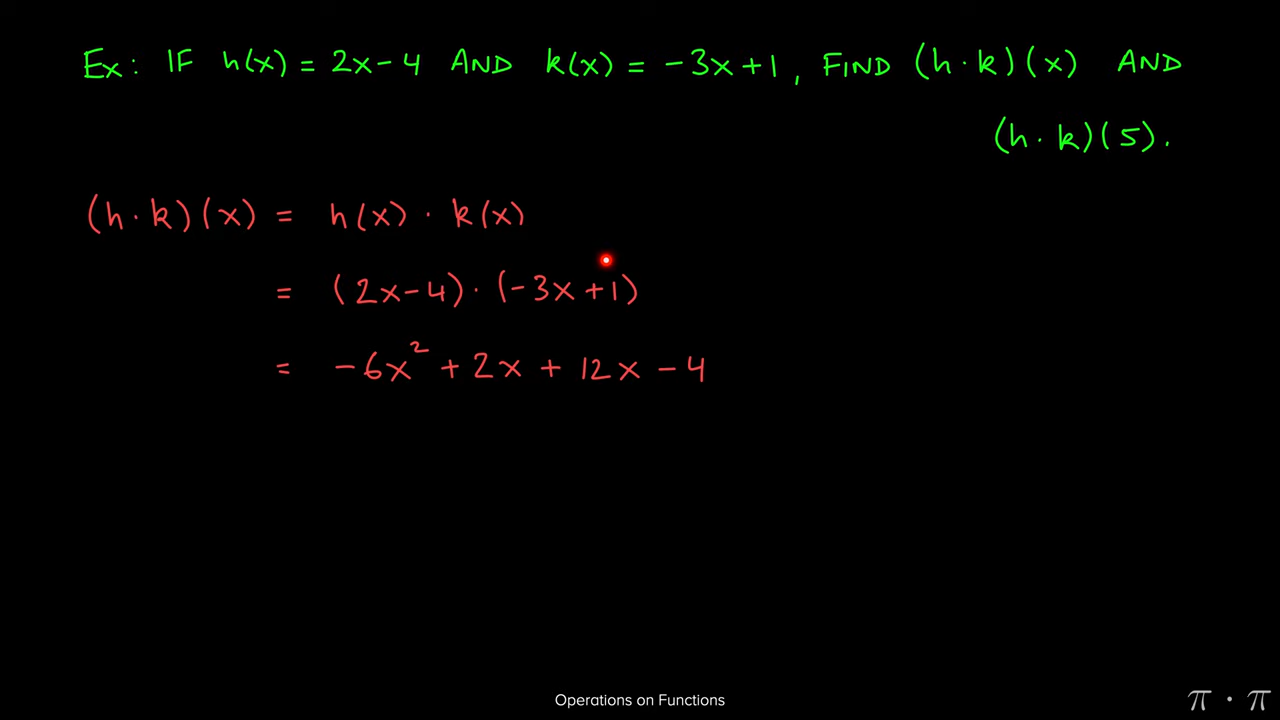 Ex: IF h(x) = 2x - 4 AND k(x) = -3x + 1, FIND (h · k)(x) AND
(h · k)(5).
(h · k)(x) = h(x) · k(x)
= (2x - 4) · (-3x + 1)
= -6x² + 2x + 12x - 4
Operations on Functions
π · π